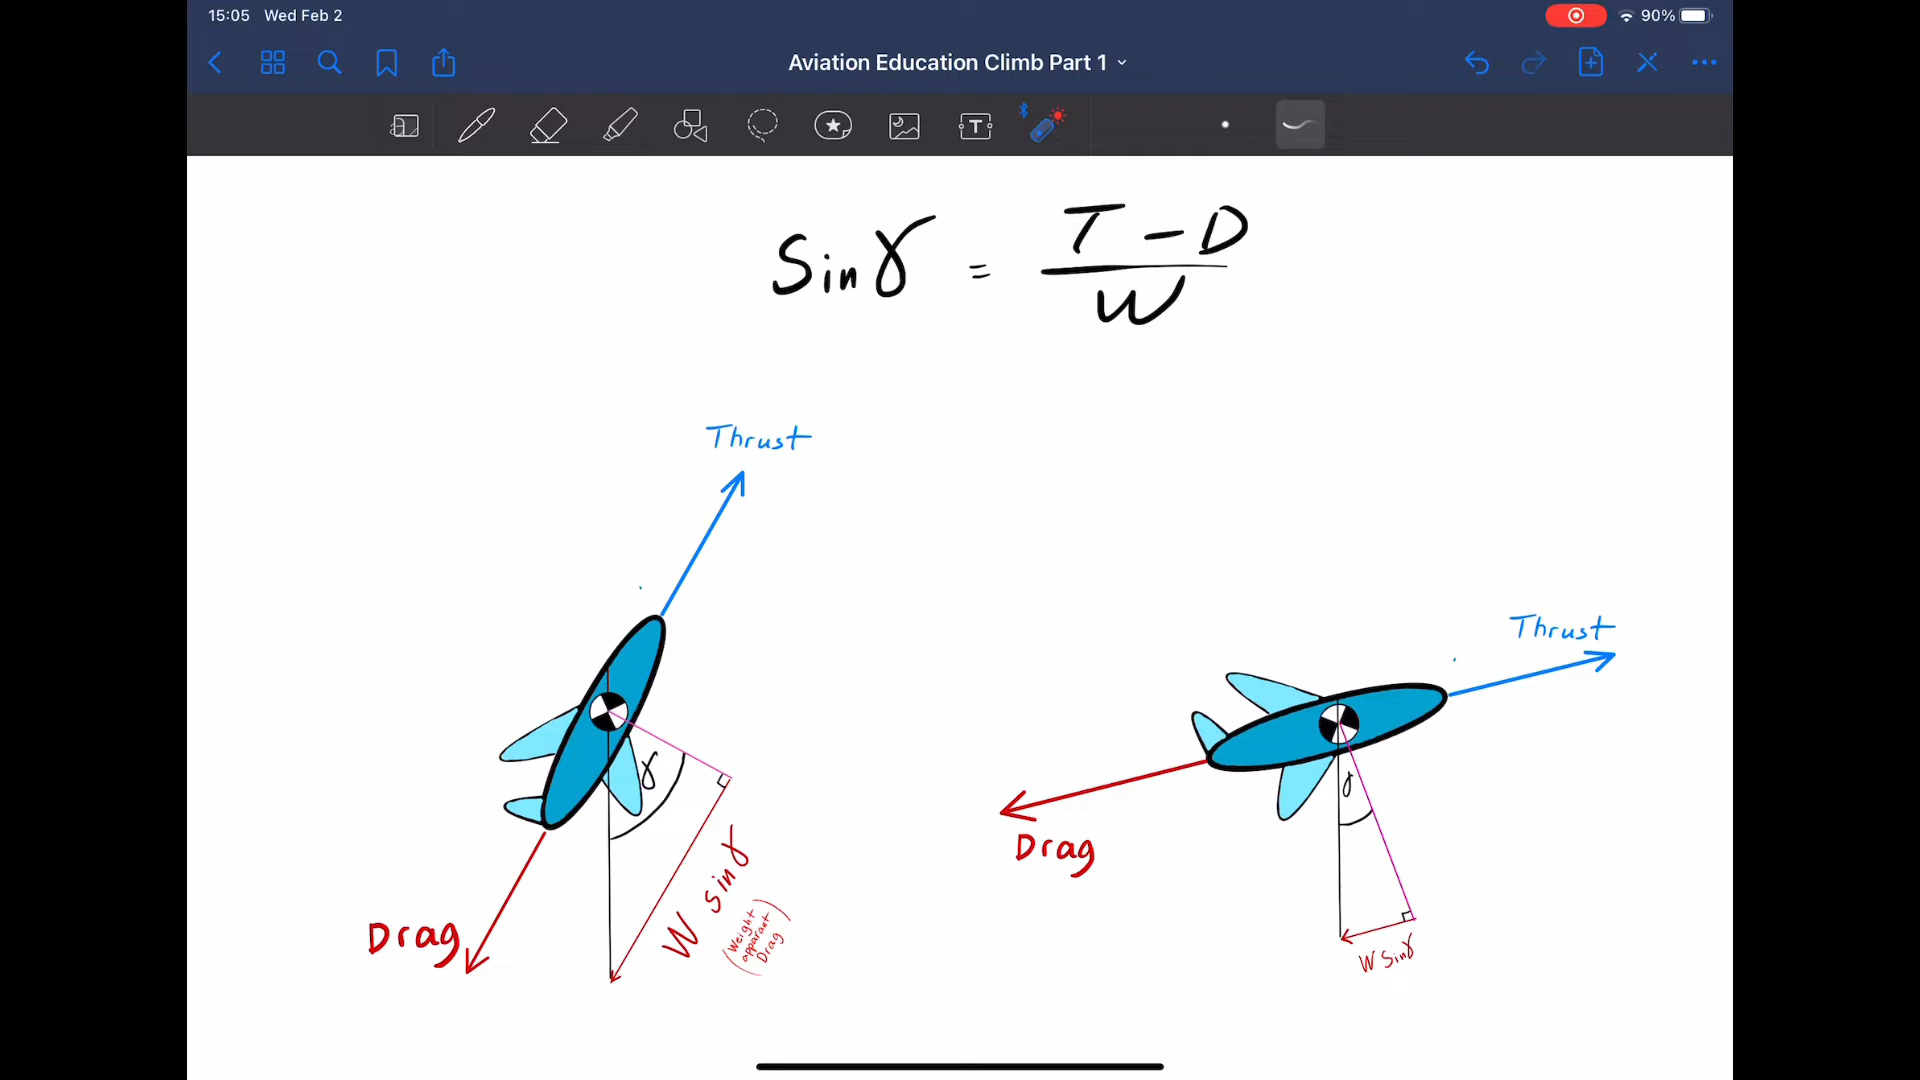 15:05 Wed Feb 2
90%
Aviation Education Climb Part 1
T
Sin γ = T - D
W
Thrust
Thrust
γ
γ
Drag
Drag
W sin γ
(Weight
apparant
Drag)
W Sin γ